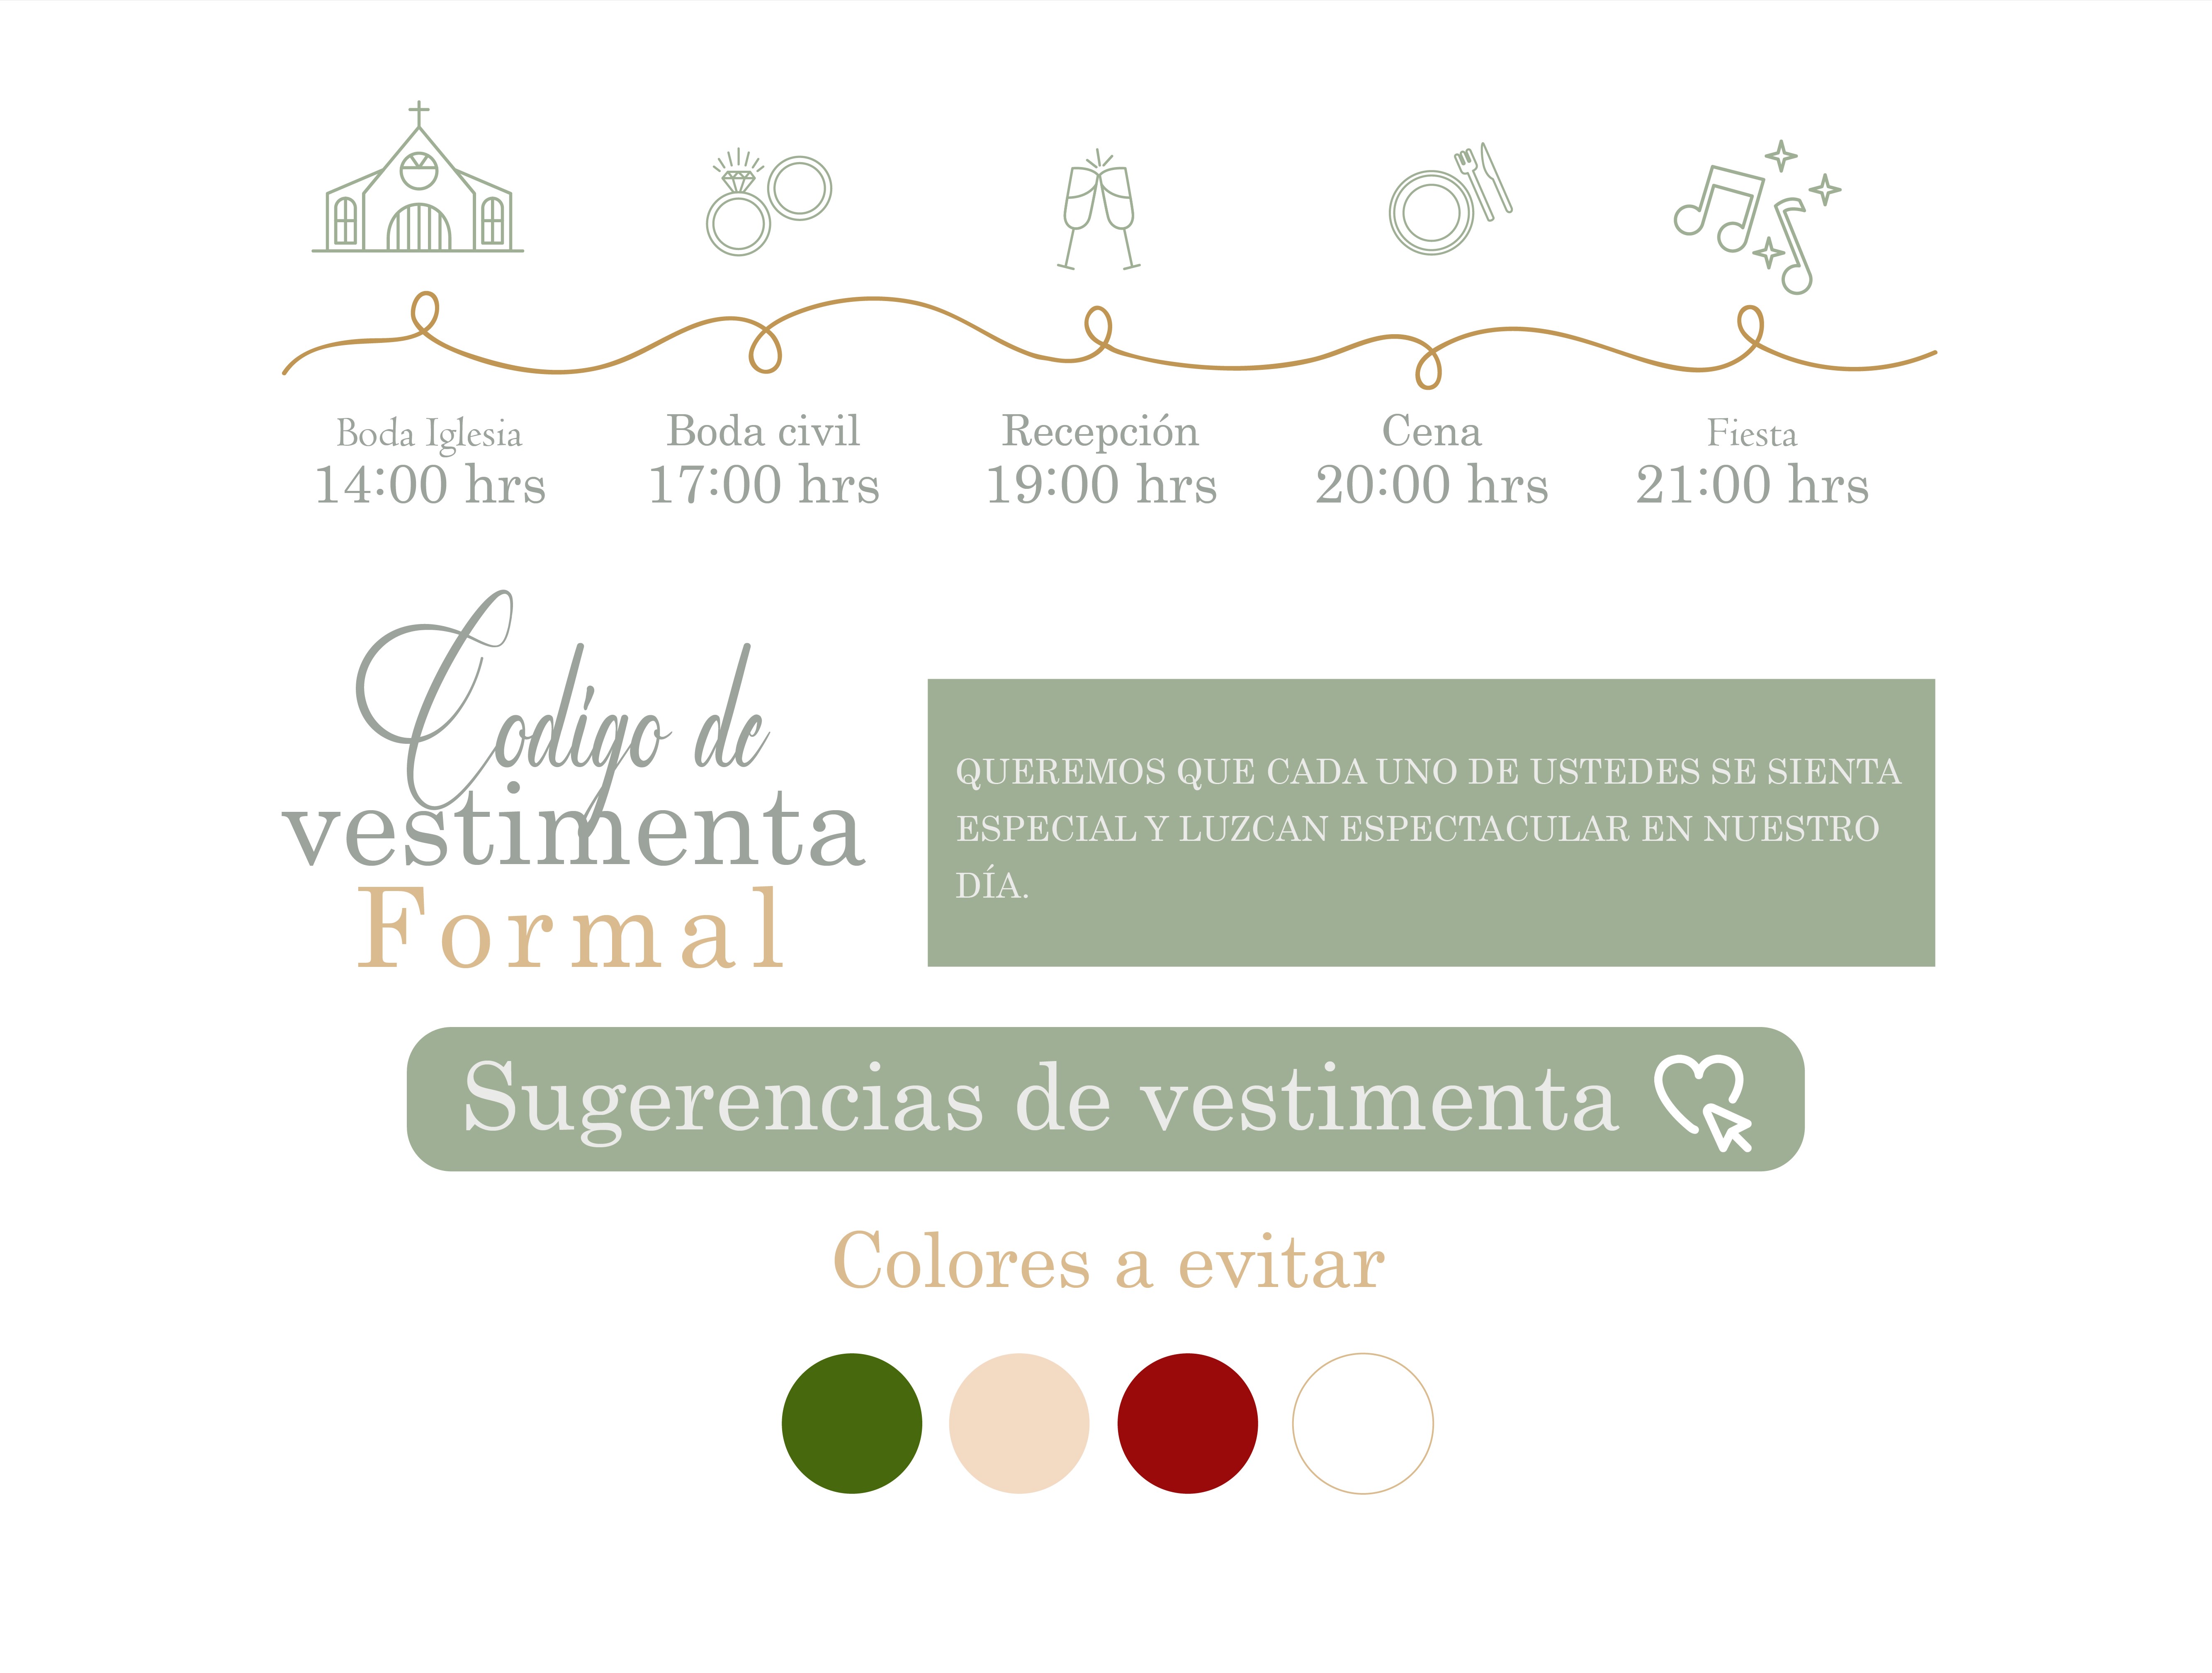 Boda Iglesia
14:00 hrs
Boda civil
17:00 hrs
Recepción
19:00 hrs
Cena
20:00 hrs
Fiesta
21:00 hrs
Codigo de
vestimenta
Formal
QUEREMOS QUE CADA UNO DE USTEDES SE SIENTA
ESPECIAL Y LUZCAN ESPECTACULAR EN NUESTRO
DÍA.
Sugerencias de vestimenta
Colores a evitar